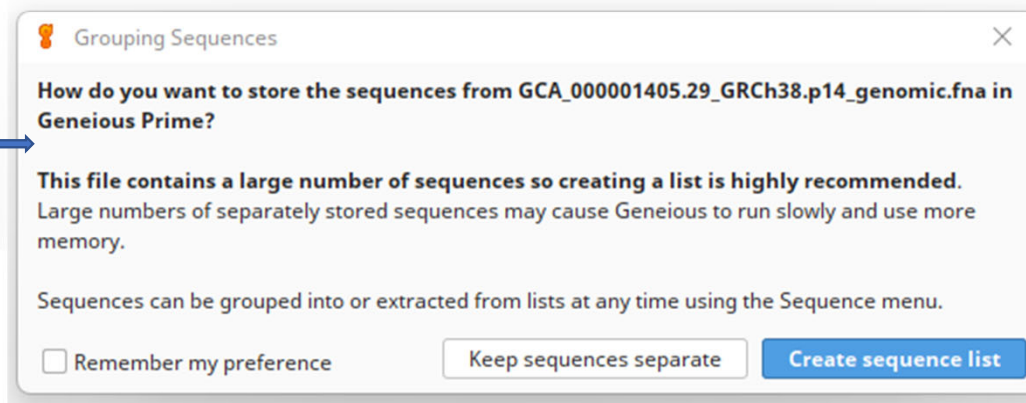 Grouping Sequences
How do you want to store the sequences from GCA_000001405.29_GRCh38.p14_genomic.fna in
Geneious Prime?
This file contains a large number of sequences so creating a list is highly recommended.
Large numbers of separately stored sequences may cause Geneious to run slowly and use more
memory.
Sequences can be grouped into or extracted from lists at any time using the Sequence menu.
Remember my preference
Keep sequences separate
Create sequence list